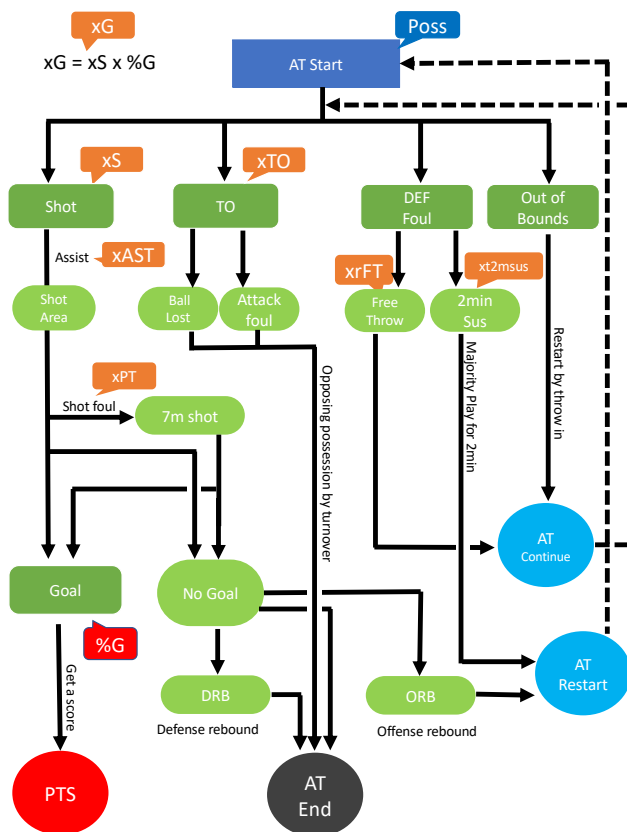 xG
xG = xS x %G
Poss
AT Start
xS
xTO
Shot
TO
DEF
Foul
Out of
Bounds
Assist
xAST
xrFT
xt2msus
Shot
Area
Ball
Lost
Attack
foul
Free
Throw
2min
Sus
xPT
Shot foul
7m shot
Opposing possession by turnover
Majority Play for 2min
Restart by throw in
AT
Continue
Goal
No Goal
%G
Get a score
DRB
Defense rebound
ORB
Offense rebound
AT
Restart
PTS
AT
End